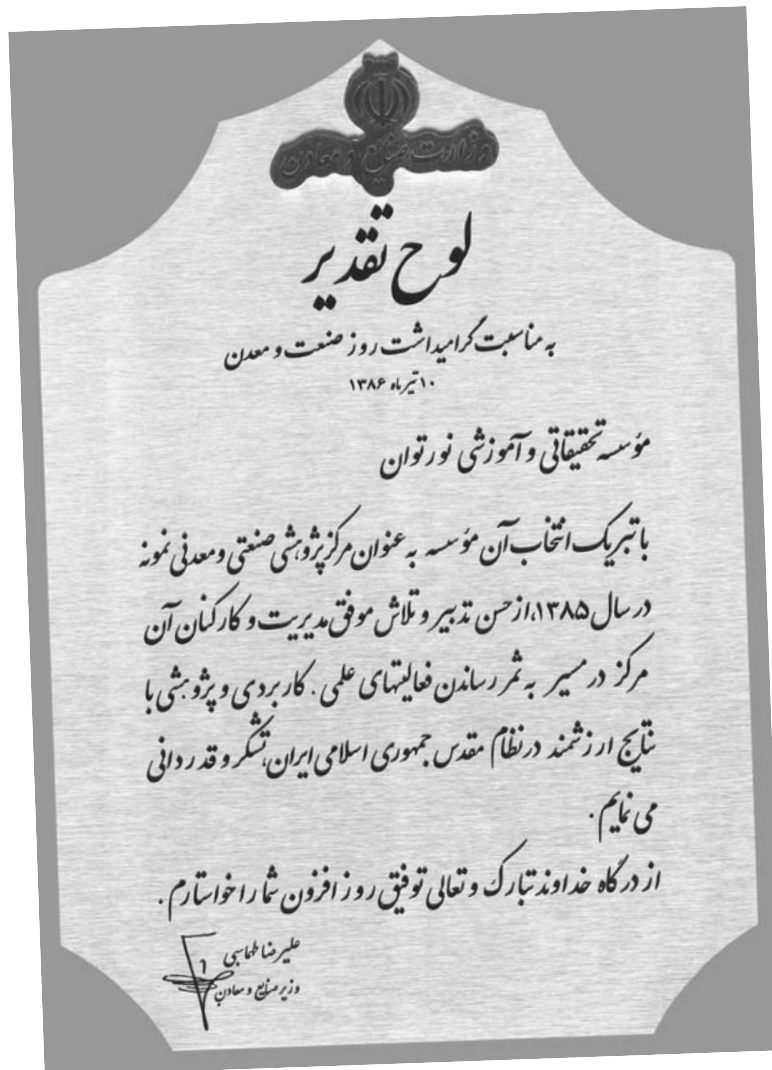 وزارت صنایع و معادن
لوح تقدیر
به مناسبت گرامیداشت روز صنعت و معدن
۱۰ تیر ماه ۱۳۸۶
مؤسسه تحقیقاتی و آموزشی نورتوان
با تبریک انتخاب آن مؤسسه به عنوان مرکز پژوهشی صنعتی و معدنی نمونه
در سال ۱۳۸۵، از حسن تدبیر و تلاش موفق مدیریت و کارکنان آن
مرکز در مسیر به ثمر رساندن فعالیتهای علمی . کاربردی و پژوهشی با
نتایج ارزشمند در نظام مقدس جمهوری اسلامی ایران، تشکر و قدردانی
می نمایم .
از درگاه خداوند تبارک و تعالی توفیق روز افزون شما را خواستارم .
علیرضا طهماسبی
وزیر صنایع و معادن